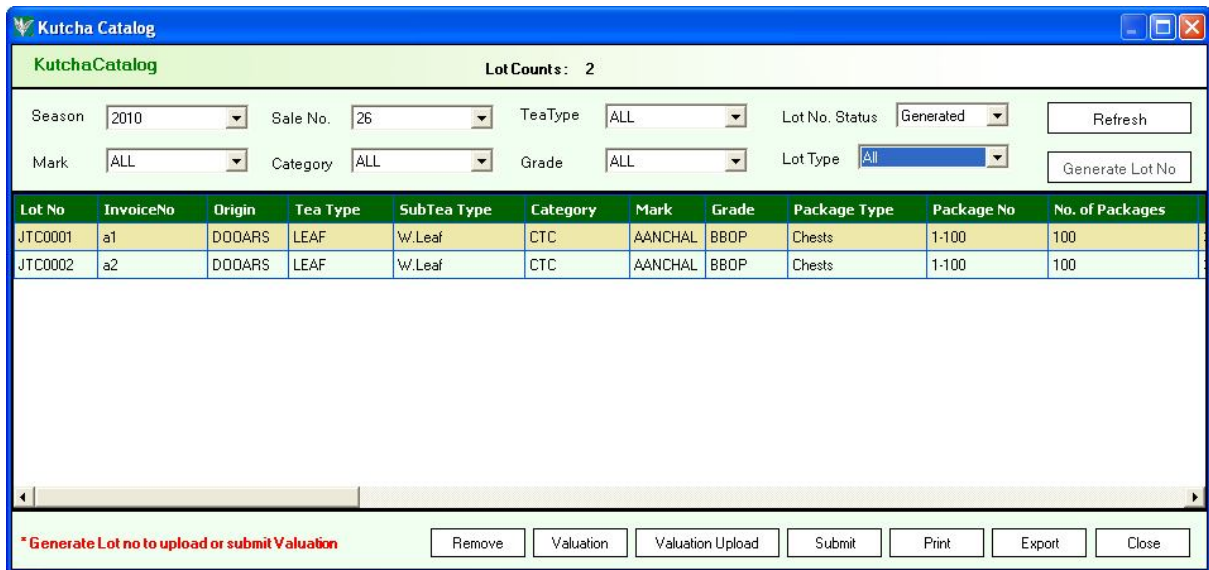 Kutcha Catalog
KutchaCatalog Lot Counts : 2
Season 2010 Sale No. 26 TeaType ALL Lot No. Status Generated Refresh
Mark ALL Category ALL Grade ALL Lot Type All Generate Lot No
Lot No InvoiceNo Origin Tea Type SubTea Type Category Mark Grade Package Type Package No No. of Packages
JTC0001 a1 DOOARS LEAF W.Leaf CTC AANCHAL BBOP Chests 1-100 100
JTC0002 a2 DOOARS LEAF W.Leaf CTC AANCHAL BBOP Chests 1-100 100
* Generate Lot no to upload or submit Valuation Remove Valuation Valuation Upload Submit Print Export Close